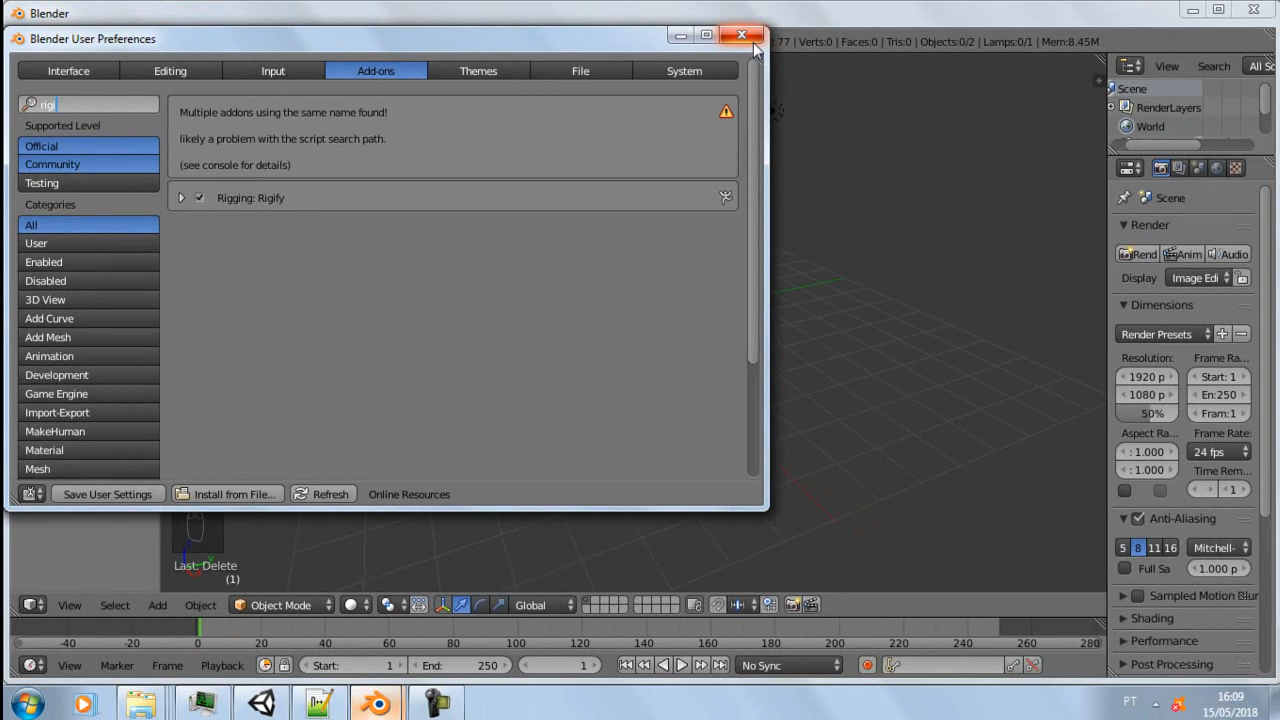 Blender
Blender User Preferences
2.77 | Verts:0 | Faces:0 | Tris:0 | Objects:0/2 | Lamps:0/1 | Mem:8.45M
Interface
Editing
Input
Add-ons
Themes
File
System
View
Search
All Sc
rigi
Supported Level
Official
Community
Testing
Categories
All
User
Enabled
Disabled
3D View
Add Curve
Add Mesh
Animation
Development
Game Engine
Import-Export
MakeHuman
Material
Mesh
Multiple addons using the same name found!
likely a problem with the script search path.
(see console for details)
Rigging: Rigify
Save User Settings
Install from File...
Refresh
Online Resources
Scene
RenderLayers
World
Scene
Render
Rend
Anim
Audio
Display
Image Edi
Dimensions
Render Presets
Resolution:
Frame Ra...
1920 p
Start: 1
1080 p
En:250
50%
Fram:1
Aspect Ra...
Frame Rate:
: 1.000
24 fps
: 1.000
Time Rem...
1
Anti-Aliasing
5
8
11
16
Mitchell-
Full Sa
1.000 p
Sampled Motion Blur
Shading
Performance
Post Processing
Last: Delete
(1)
View
Select
Add
Object
Object Mode
Global
-40
-20
0
20
40
60
80
100
120
140
160
180
200
220
240
260
280
View
Marker
Frame
Playback
Start: 1
End: 250
1
No Sync
PT
16:09
15/05/2018